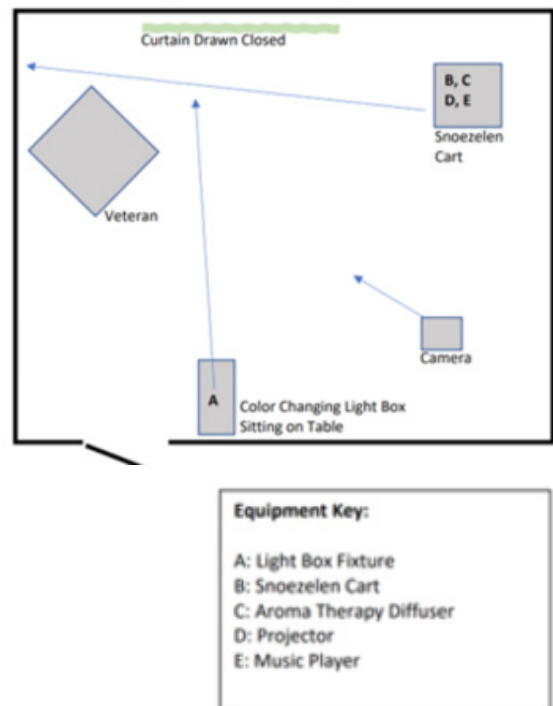 Curtain Drawn Closed
B, C
D, E
Snoezelen
Cart
Veteran
Camera
A
Color Changing Light Box
Sitting on Table
Equipment Key:
A: Light Box Fixture
B: Snoezelen Cart
C: Aroma Therapy Diffuser
D: Projector
E: Music Player